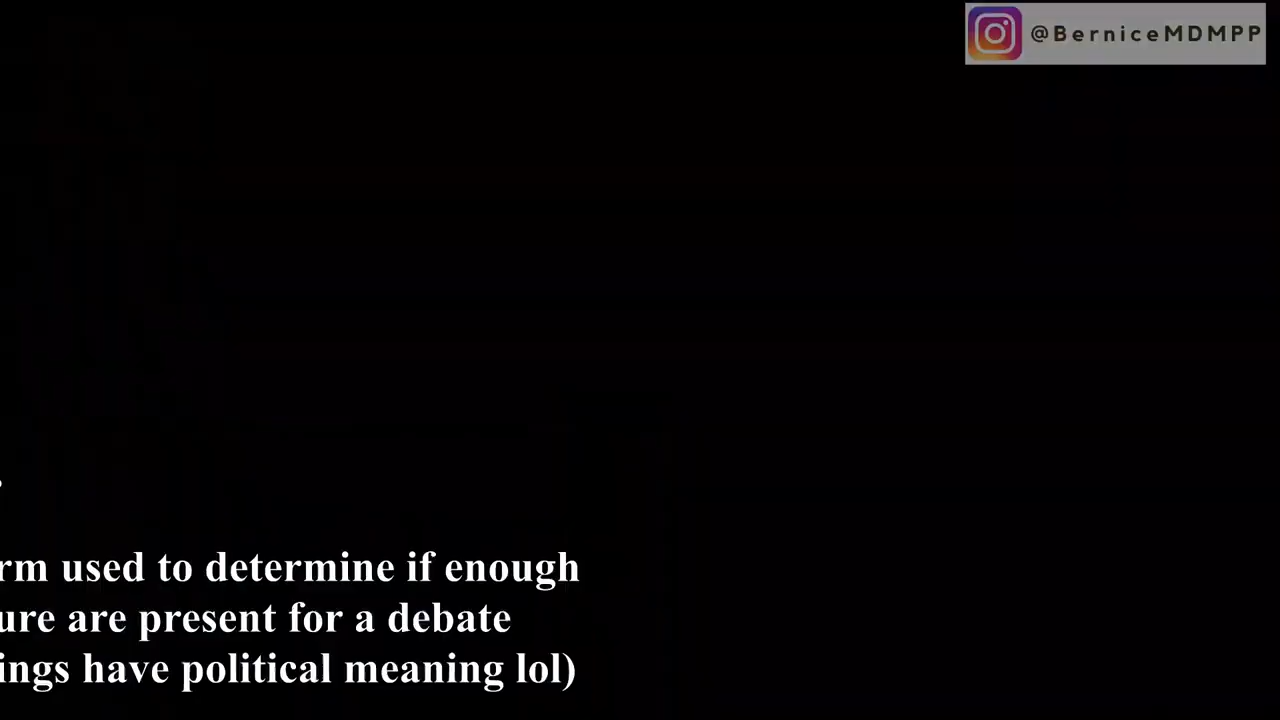 @BerniceMDMPP
rm used to determine if enough
ure are present for a debate
ings have political meaning lol)